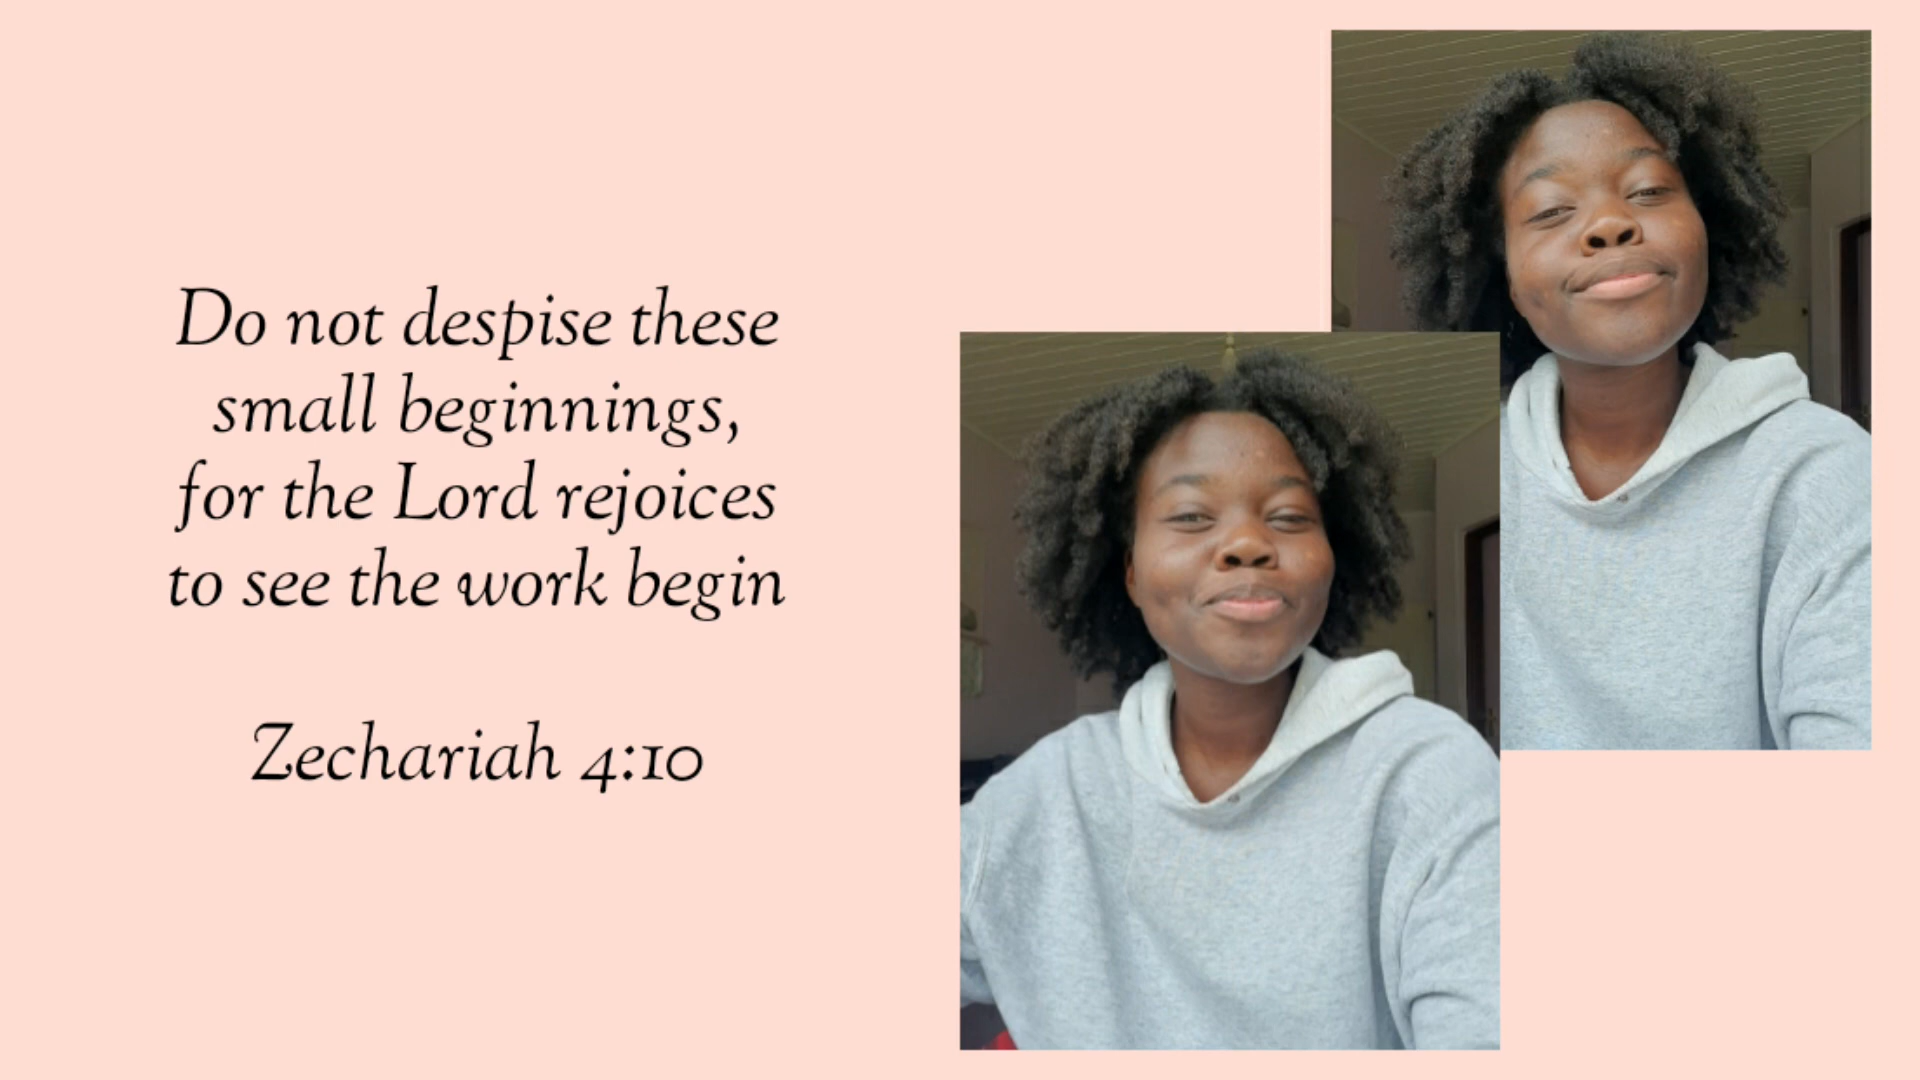 Do not despise these
small beginnings,
for the Lord rejoices
to see the work begin
Zechariah 4:10